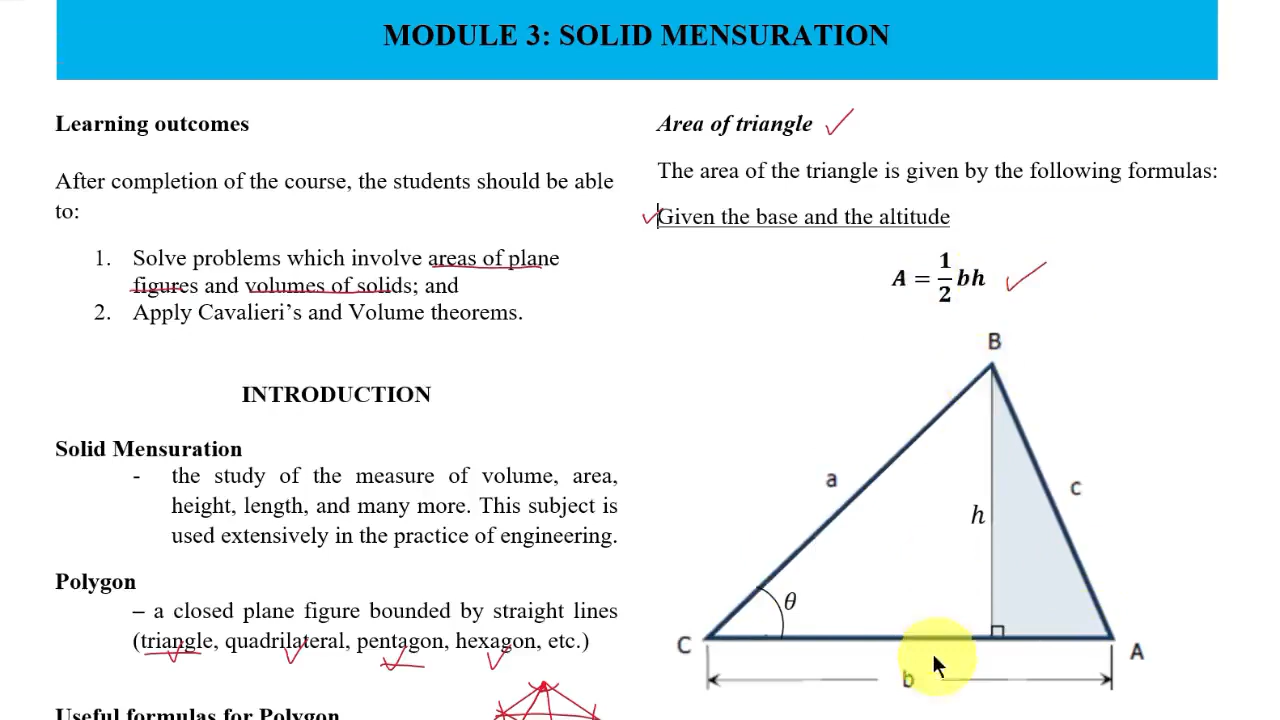 MODULE 3: SOLID MENSURATION
Learning outcomes
After completion of the course, the students should be able
to:
1. Solve problems which involve areas of plane
figures and volumes of solids; and
2. Apply Cavalieri’s and Volume theorems.
INTRODUCTION
Solid Mensuration
- the study of the measure of volume, area,
height, length, and many more. This subject is
used extensively in the practice of engineering.
Polygon
– a closed plane figure bounded by straight lines
(triangle, quadrilateral, pentagon, hexagon, etc.)
Useful formulas for Polygon
Area of triangle
The area of the triangle is given by the following formulas:
Given the base and the altitude
A = 1/2 bh
B
a
c
h
θ
C
A
b